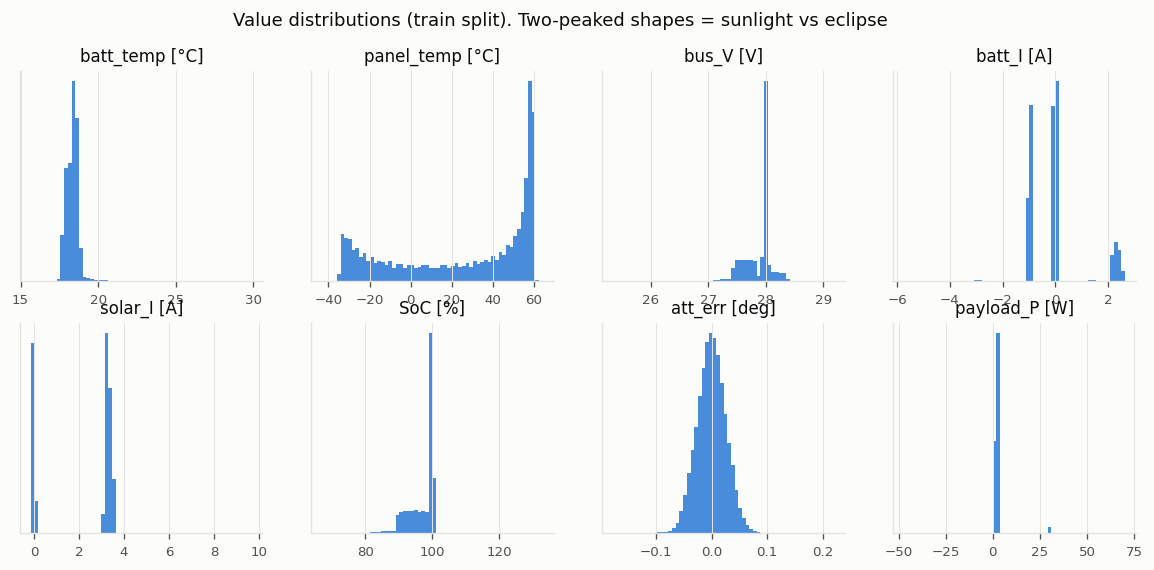 Value distributions (train split). Two-peaked shapes = sunlight vs eclipse
batt_temp [°C]
panel_temp [°C]
bus_V [V]
batt_I [A]
15 20 25 30
−40 −20 0 20 40 60
26 27 28 29
−6 −4 −2 0 2
solar_I [A]
SoC [%]
att_err [deg]
payload_P [W]
0 2 4 6 8 10
80 100 120
−0.1 0.0 0.1 0.2
−50 −25 0 25 50 75